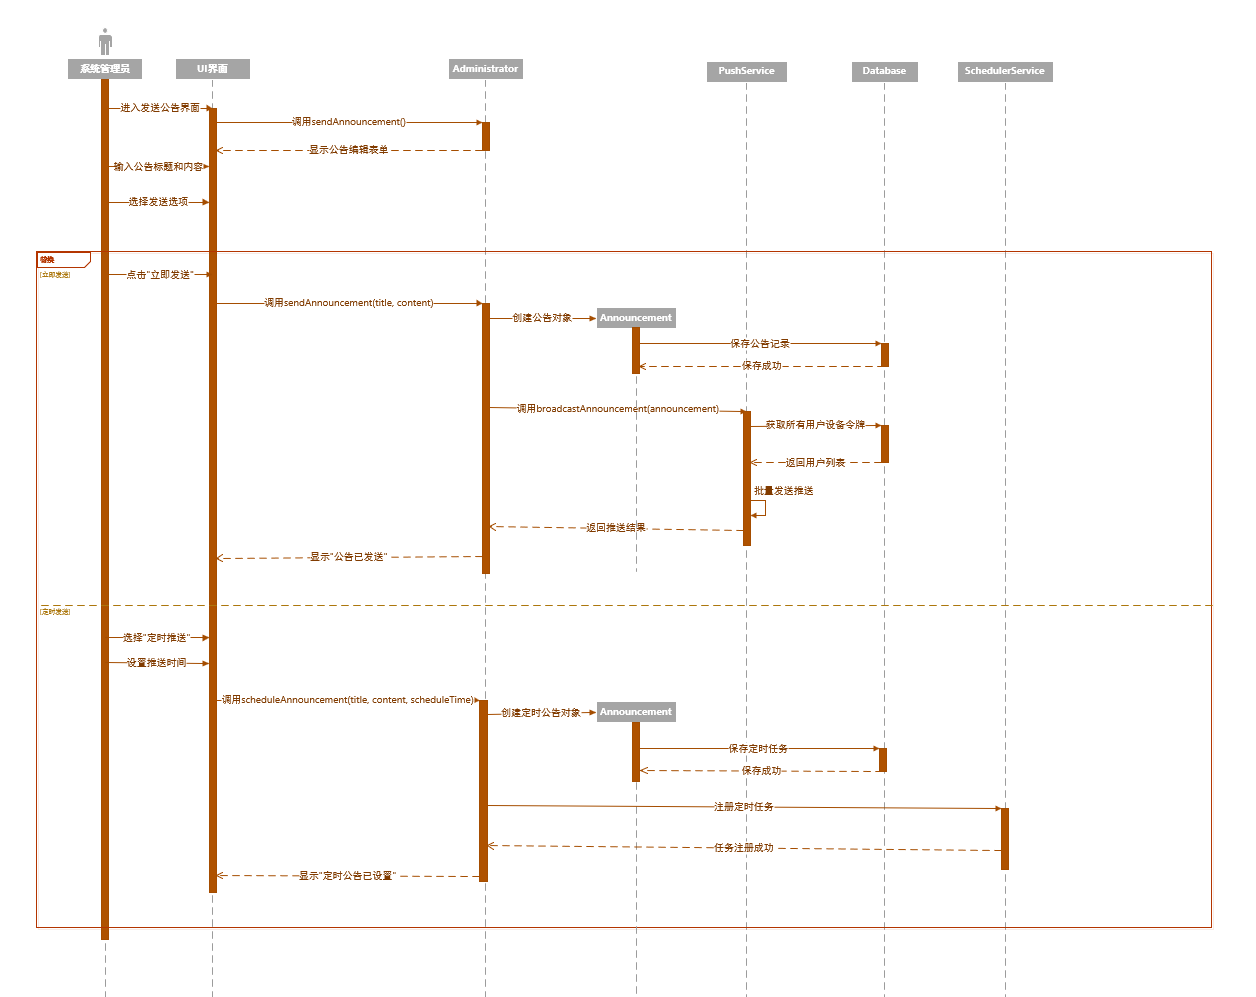 系统管理员
UI界面
Administrator
PushService
Database
SchedulerService
进入发送公告界面
调用sendAnnouncement()
显示公告编辑表单
输入公告标题和内容
选择发送选项
替换
[立即发送]
点击"立即发送"
调用sendAnnouncement(title, content)
创建公告对象
Announcement
保存公告记录
保存成功
调用broadcastAnnouncement(announcement)
获取所有用户设备令牌
返回用户列表
批量发送推送
返回推送结果
显示"公告已发送"
[定时发送]
选择"定时推送"
设置推送时间
调用scheduleAnnouncement(title, content, scheduleTime)
创建定时公告对象
Announcement
保存定时任务
保存成功
注册定时任务
任务注册成功
显示"定时公告已设置"